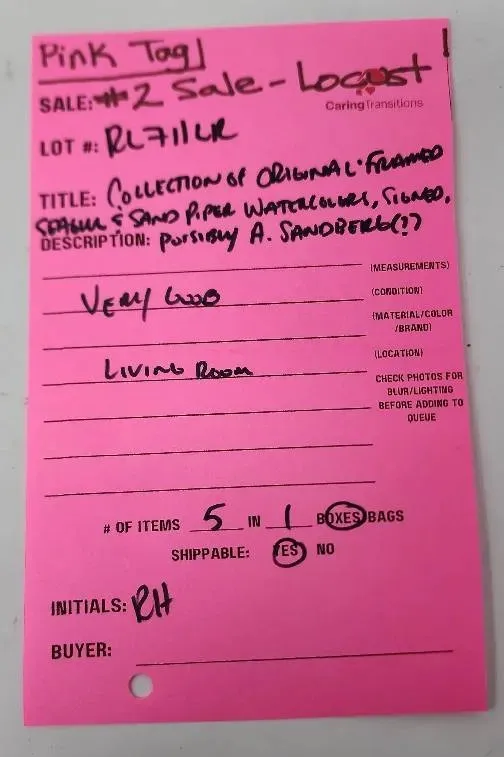 Pink Tag
SALE: #2 Sale - Locust
CaringTransitions
LOT #: RL711LR
TITLE: COLLECTION OF ORIGINAL FRAMED
SEAGULL & SAND PIPER WATERCOLORS, SIGNED,
DESCRIPTION: POSSIBLY A. SANDBERG(?)
(MEASUREMENTS)
VERY GOOD (CONDITION)
(MATERIAL/COLOR
/BRAND)
LIVING ROOM (LOCATION)
CHECK PHOTOS FOR
BLUR/LIGHTING
BEFORE ADDING TO
QUEUE
# OF ITEMS 5 IN 1 BOXES BAGS
SHIPPABLE: YES NO
INITIALS: RH
BUYER: